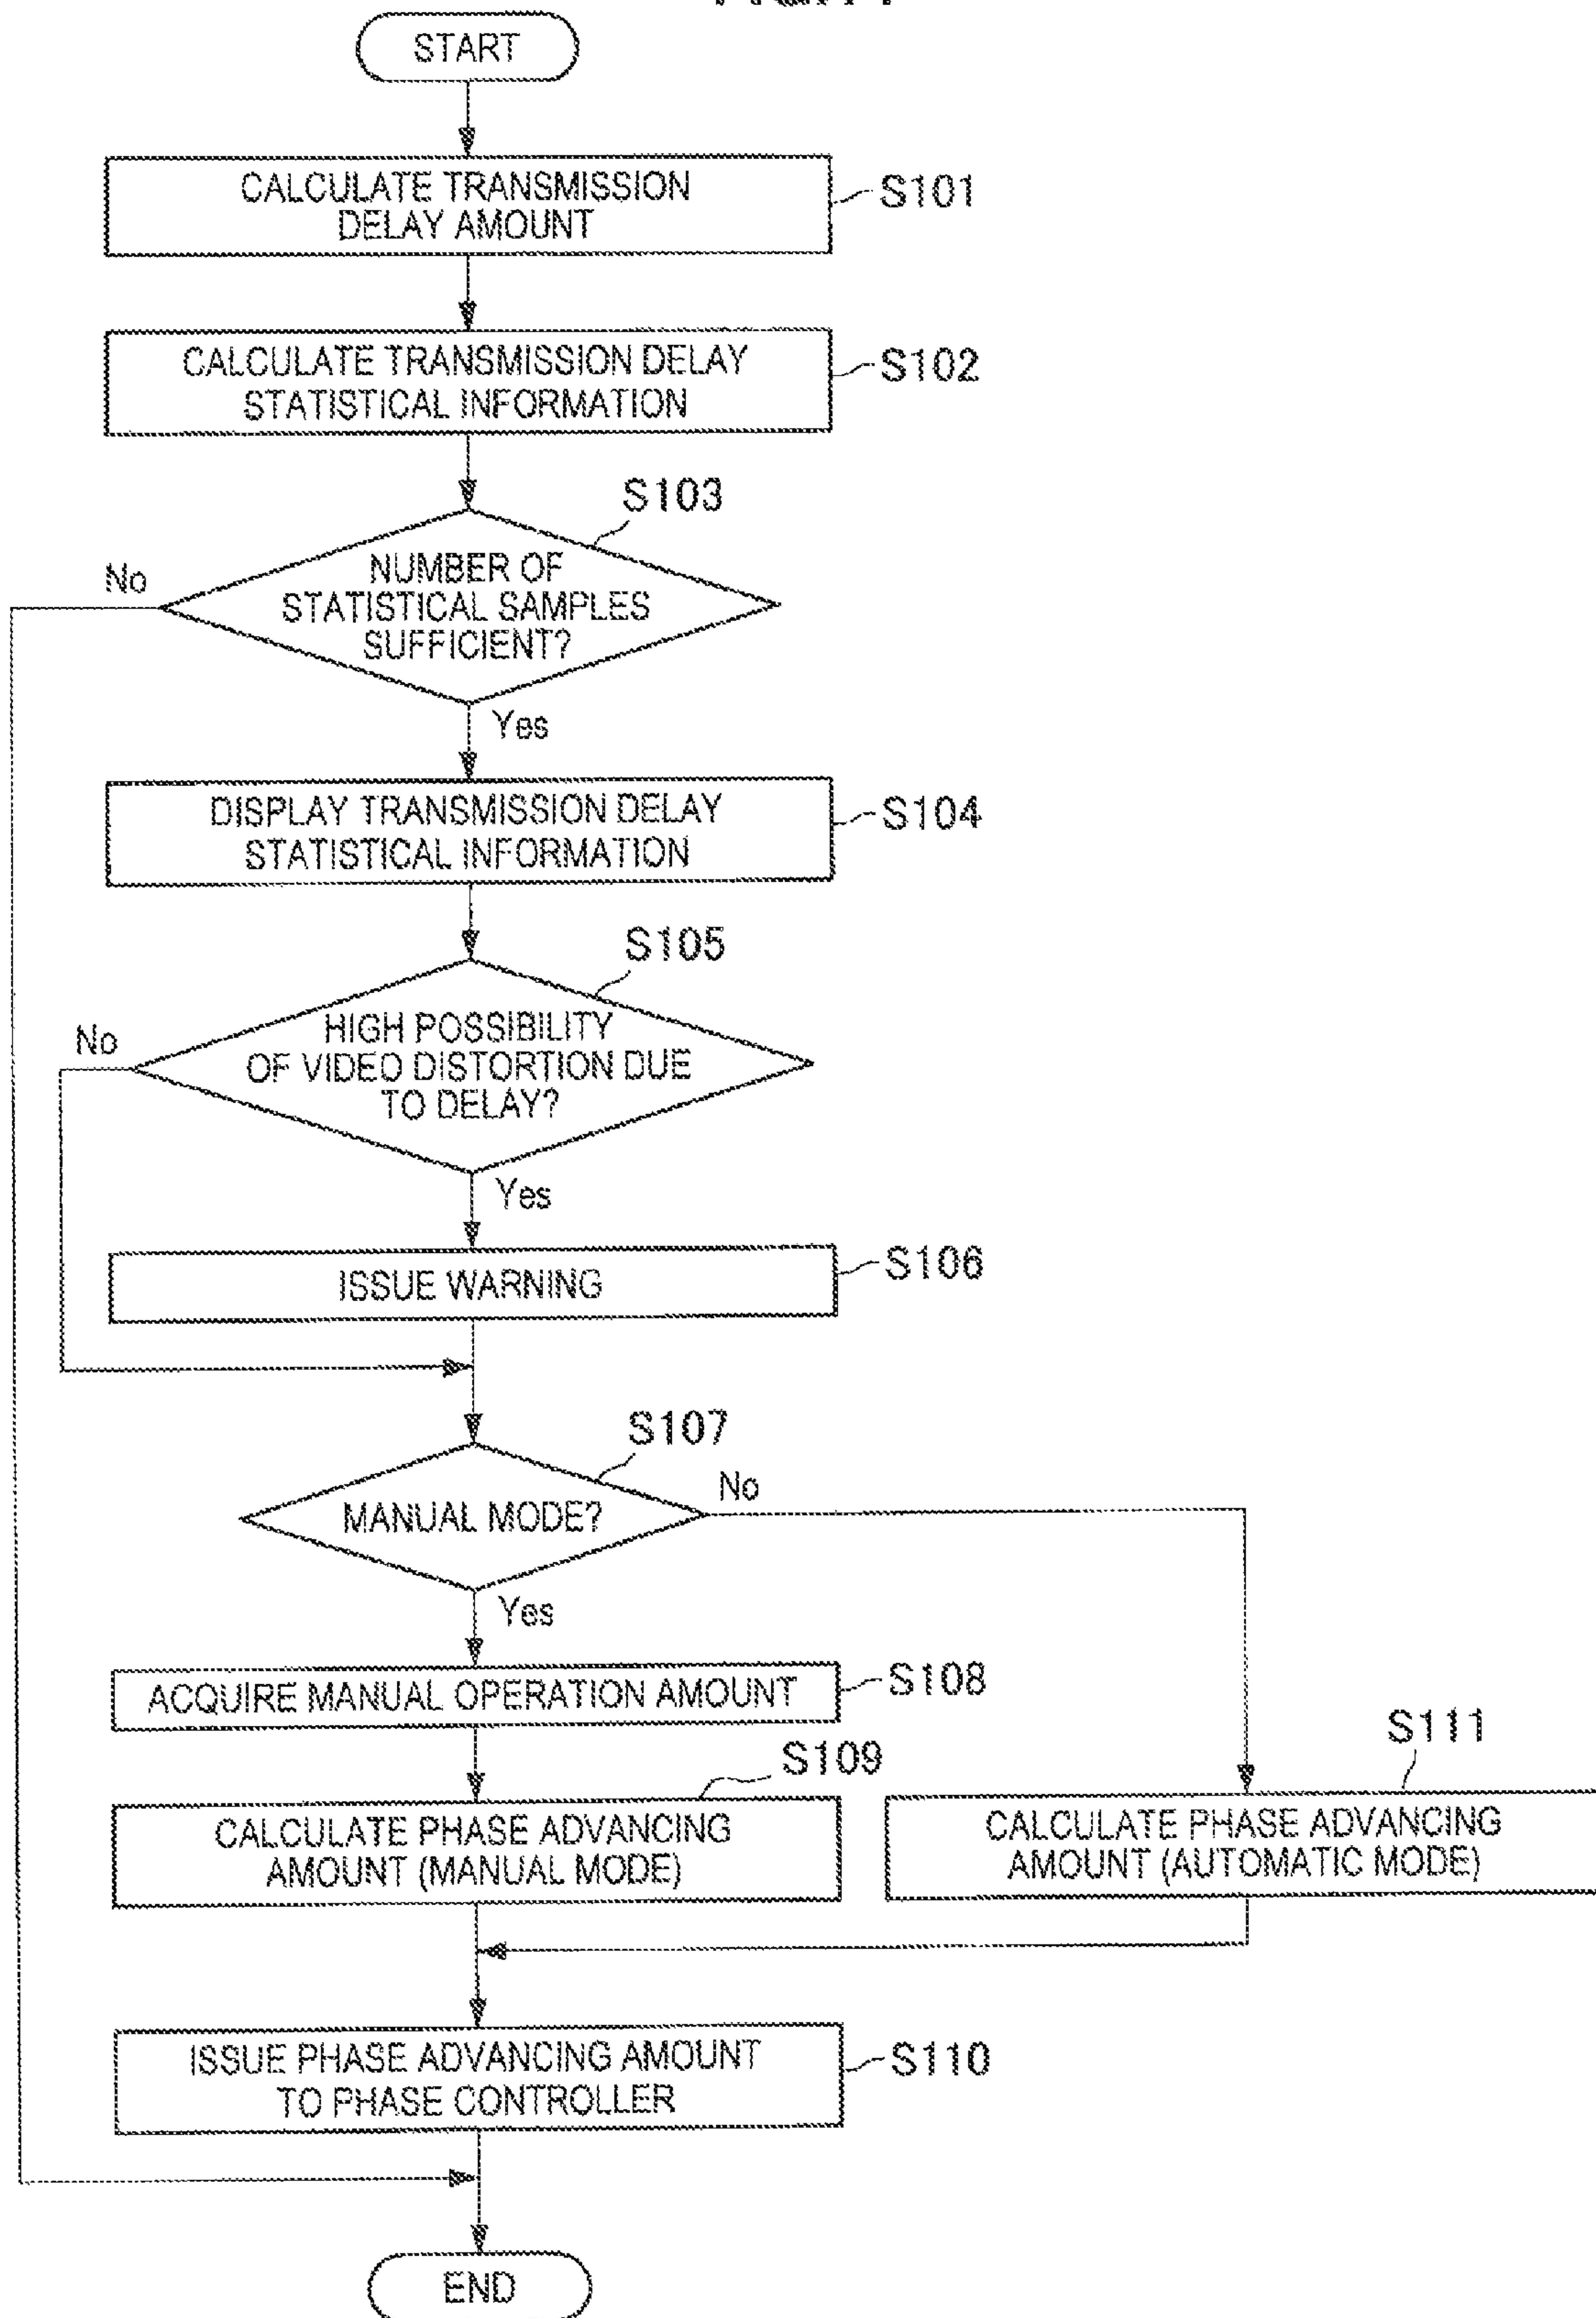 START
CALCULATE TRANSMISSION
DELAY AMOUNT
S101
CALCULATE TRANSMISSION DELAY
STATISTICAL INFORMATION
S102
S103
NUMBER OF
STATISTICAL SAMPLES
SUFFICIENT?
No
Yes
DISPLAY TRANSMISSION DELAY
STATISTICAL INFORMATION
S104
S105
HIGH POSSIBILITY
OF VIDEO DISTORTION DUE
TO DELAY?
No
Yes
ISSUE WARNING
S106
S107
MANUAL MODE?
No
Yes
ACQUIRE MANUAL OPERATION AMOUNT
S108
S109
CALCULATE PHASE ADVANCING
AMOUNT (MANUAL MODE)
S111
CALCULATE PHASE ADVANCING
AMOUNT (AUTOMATIC MODE)
ISSUE PHASE ADVANCING AMOUNT
TO PHASE CONTROLLER
S110
END